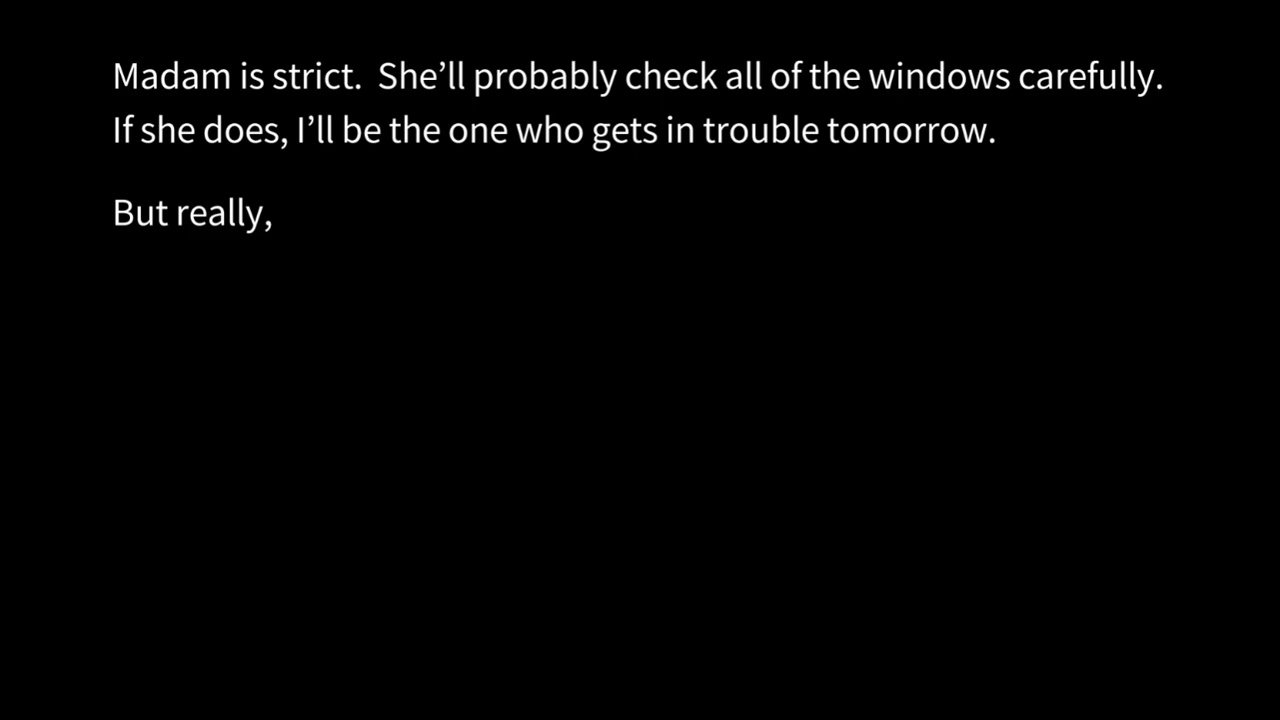 Madam is strict.  She’ll probably check all of the windows carefully.
If she does, I’ll be the one who gets in trouble tomorrow.
But really,